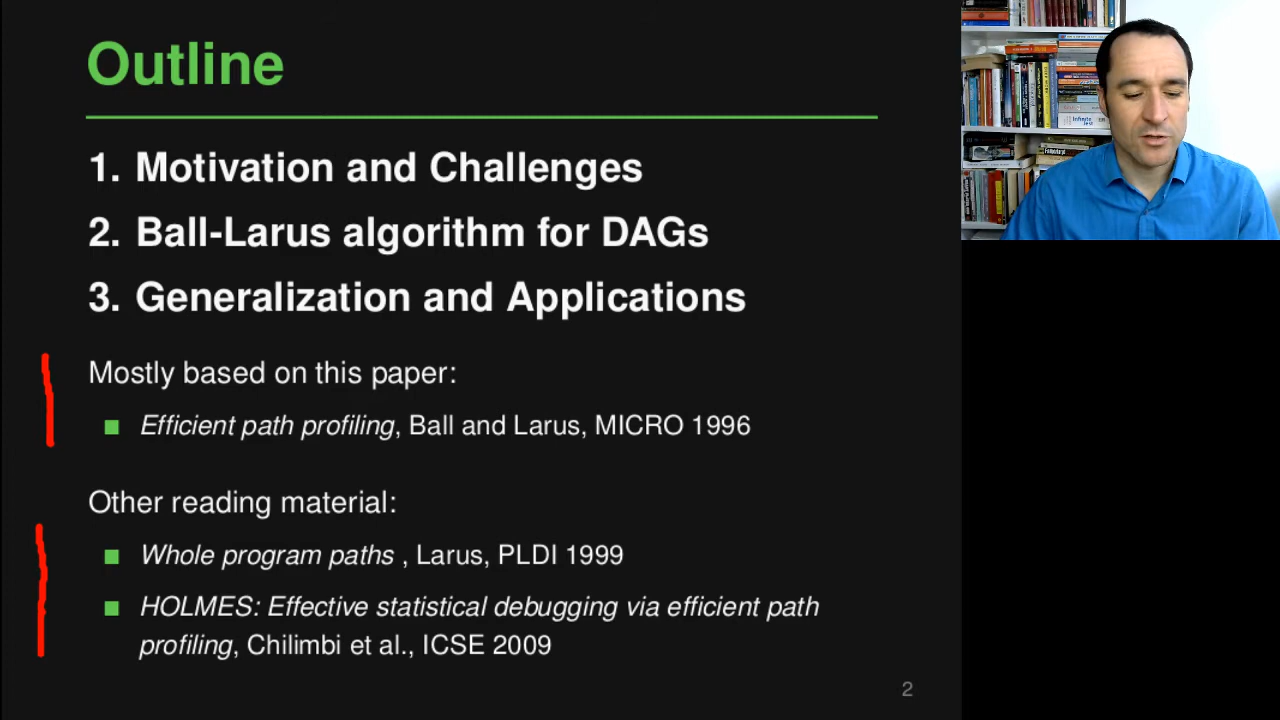 Outline
1. Motivation and Challenges
2. Ball-Larus algorithm for DAGs
3. Generalization and Applications
Mostly based on this paper:
■ Efficient path profiling, Ball and Larus, MICRO 1996
Other reading material:
■ Whole program paths , Larus, PLDI 1999
■ HOLMES: Effective statistical debugging via efficient path
profiling, Chilimbi et al., ICSE 2009
2
Infinite
Jest